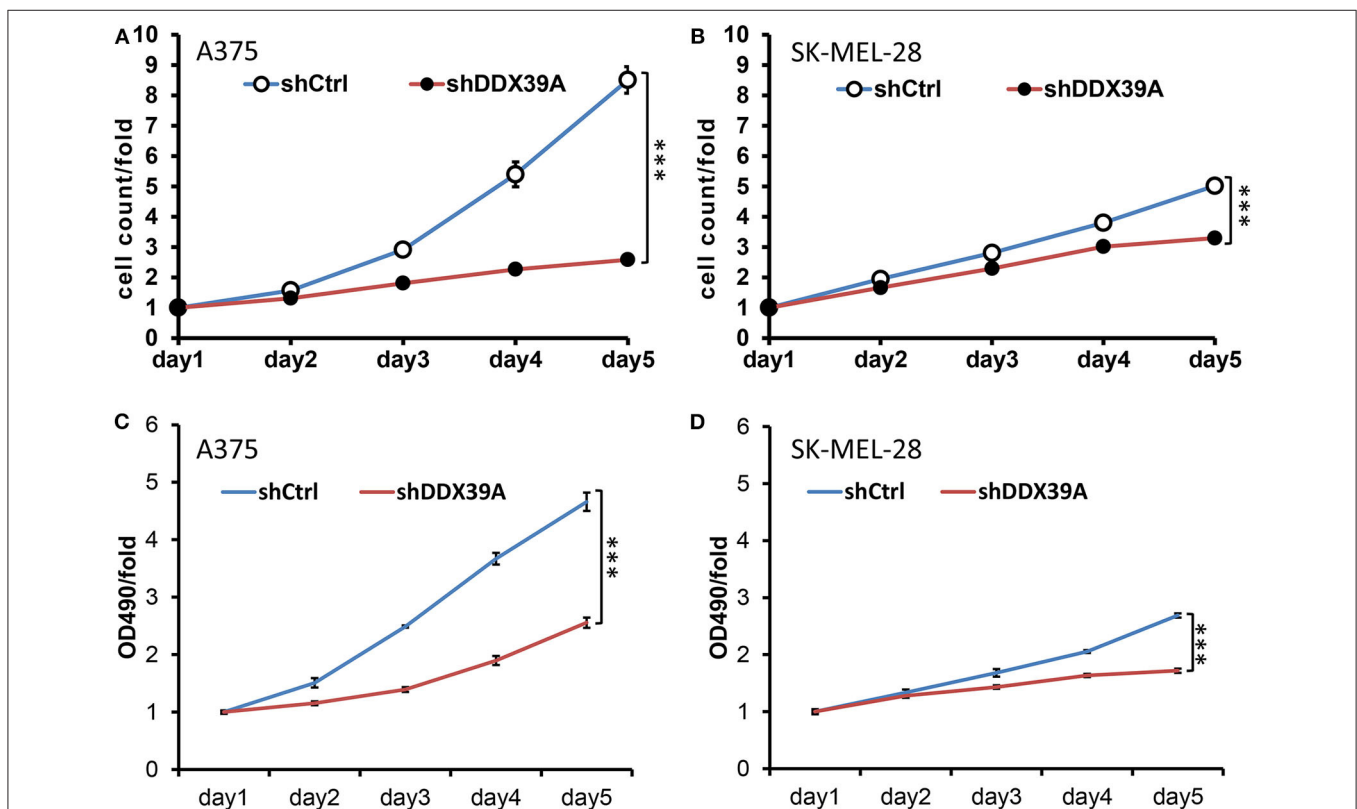 A
A375
shCtrl
shDDX39A
cell count/fold
10
9
8
7
6
5
4
3
2
1
0
day1 day2 day3 day4 day5
***
B
SK-MEL-28
shCtrl
shDDX39A
cell count/fold
10
9
8
7
6
5
4
3
2
1
0
day1 day2 day3 day4 day5
***
C
A375
shCtrl
shDDX39A
OD490/fold
6
5
4
3
2
1
0
day1 day2 day3 day4 day5
***
D
SK-MEL-28
shCtrl
shDDX39A
OD490/fold
6
5
4
3
2
1
0
day1 day2 day3 day4 day5
***